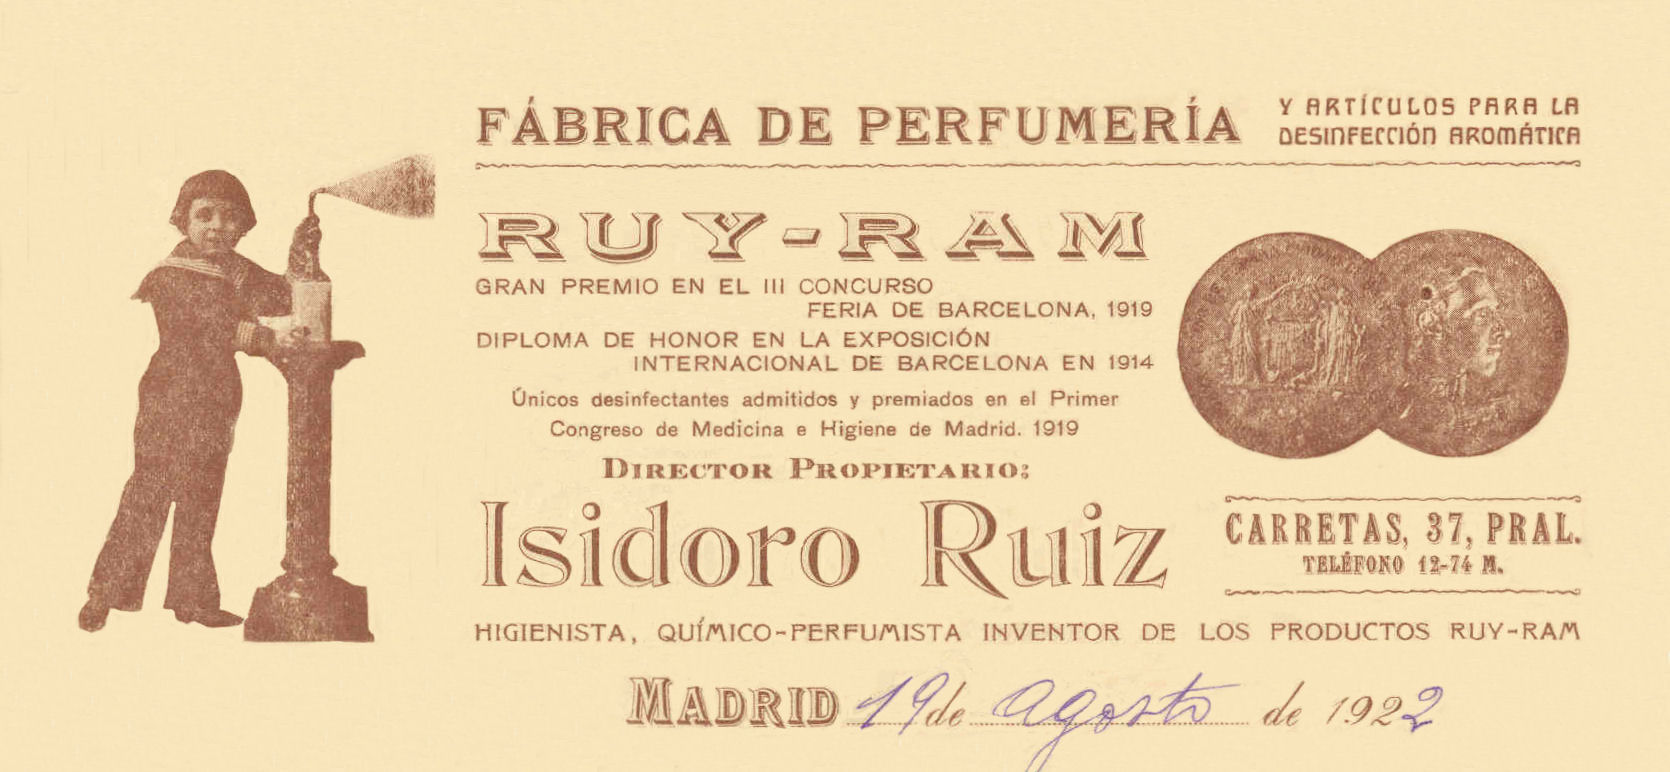 FÁBRICA DE PERFUMERÍA
Y ARTÍCULOS PARA LA
DESINFECCIÓN AROMÁTICA
RUY-RAM
GRAN PREMIO EN EL III CONCURSO
FERIA DE BARCELONA, 1919
DIPLOMA DE HONOR EN LA EXPOSICIÓN
INTERNACIONAL DE BARCELONA EN 1914
Únicos desinfectantes admitidos y premiados en el Primer
Congreso de Medicina e Higiene de Madrid. 1919
DIRECTOR PROPIETARIO:
Isidoro Ruiz
CARRETAS, 37, PRAL.
TELÉFONO 12-74 M.
HIGIENISTA, QUÍMICO-PERFUMISTA INVENTOR DE LOS PRODUCTOS RUY-RAM
MADRID 19 de agosto de 1922